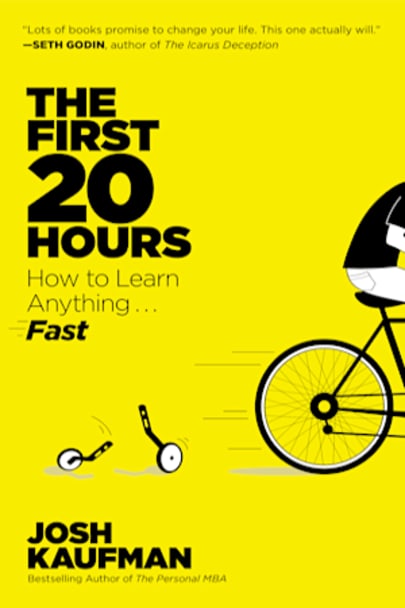 "Lots of books promise to change your life. This one actually will."
—SETH GODIN, author of The Icarus Deception
THE
FIRST
20
HOURS
How to Learn
Anything...
Fast
JOSH
KAUFMAN
Bestselling Author of The Personal MBA